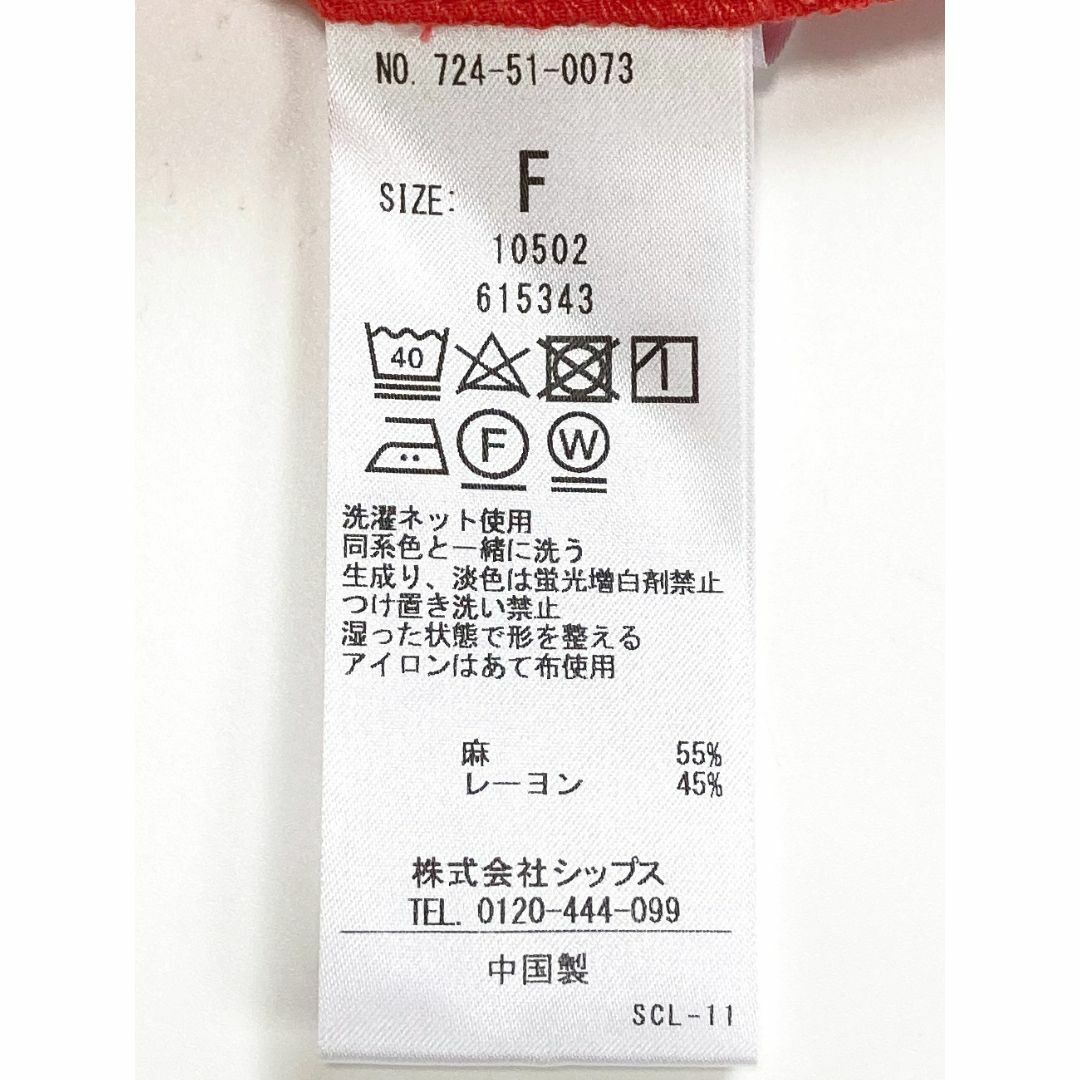 NO. 724-51-0073
SIZE: F
10502
615343
40
F W
洗濯ネット使用
同系色と一緒に洗う
生成り、淡色は蛍光増白剤禁止
つけ置き洗い禁止
湿った状態で形を整える
アイロンはあて布使用
麻 55%
レーヨン 45%
株式会社シップス
TEL. 0120-444-099
中国製
SCL-11